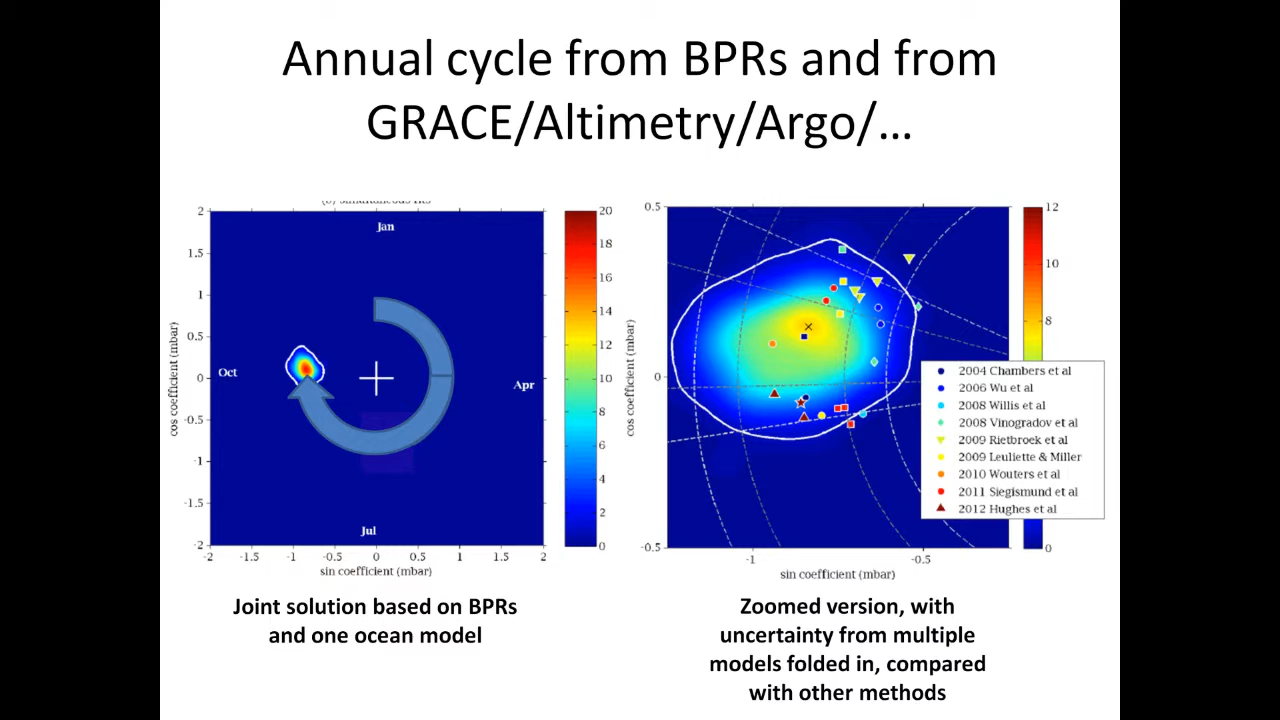 Annual cycle from BPRs and from
GRACE/Altimetry/Argo/...
2
1.5
1
0.5
0
-0.5
-1
-1.5
-2
cos coefficient (mbar)
Jan
Oct
Apr
Jul
-2
-1.5
-1
-0.5
0
0.5
1
1.5
2
sin coefficient (mbar)
20
18
16
14
12
10
8
6
4
2
0
Joint solution based on BPRs
and one ocean model
0.5
0
-0.5
cos coefficient (mbar)
-1
-0.5
sin coefficient (mbar)
12
10
8
0
2004 Chambers et al
2006 Wu et al
2008 Willis et al
2008 Vinogradov et al
2009 Rietbroek et al
2009 Leuliette & Miller
2010 Wouters et al
2011 Siegismund et al
2012 Hughes et al
Zoomed version, with
uncertainty from multiple
models folded in, compared
with other methods